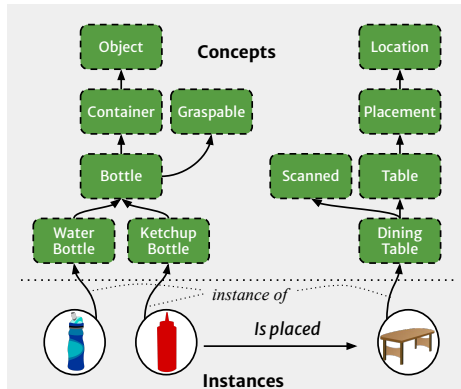 Object
Concepts
Location
Container
Graspable
Placement
Bottle
Scanned
Table
Water
Bottle
Ketchup
Bottle
Dining
Table
instance of
Is placed
Instances